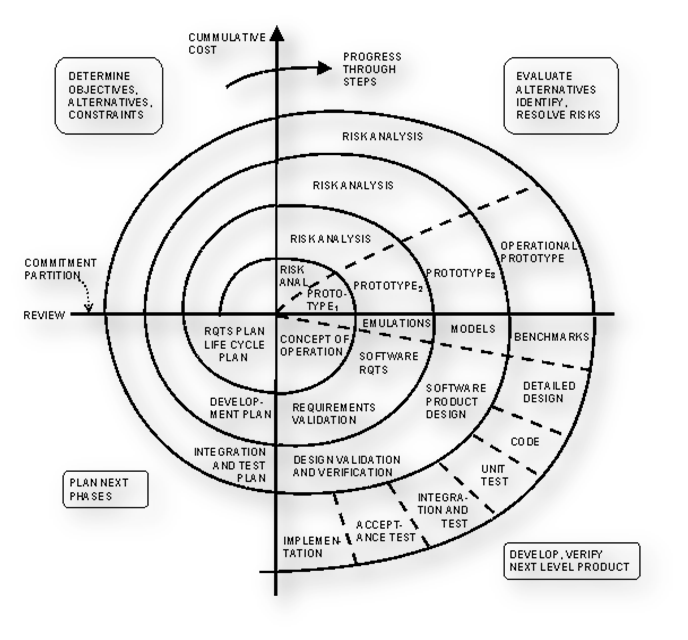 CUMMULATIVE
COST
PROGRESS
THROUGH
STEPS
DETERMINE
OBJECTIVES,
ALTERNATIVES,
CONSTRAINTS
EVALUATE
ALTERNATIVES
IDENTIFY,
RESOLVE RISKS
RISK ANALYSIS
RISK ANALYSIS
RISK ANALYSIS
RISK
ANAL.
PROTO-
TYPE1
PROTOTYPE2
PROTOTYPE3
OPERATIONAL
PROTOTYPE
COMMITMENT
PARTITION
REVIEW
RQTS PLAN
LIFE CYCLE
PLAN
CONCEPT OF
OPERATION
EMULATIONS
MODELS
BENCHMARKS
SOFTWARE
RQTS
SOFTWARE
PRODUCT
DESIGN
DETAILED
DESIGN
DEVELOP-
MENT PLAN
REQUIREMENTS
VALIDATION
CODE
INTEGRATION
AND TEST
PLAN
DESIGN VALIDATION
AND VERIFICATION
UNIT
TEST
PLAN NEXT
PHASES
INTEGRA-
TION AND
TEST
ACCEPT-
ANCE TEST
IMPLEMEN-
TATION
DEVELOP, VERIFY
NEXT LEVEL PRODUCT